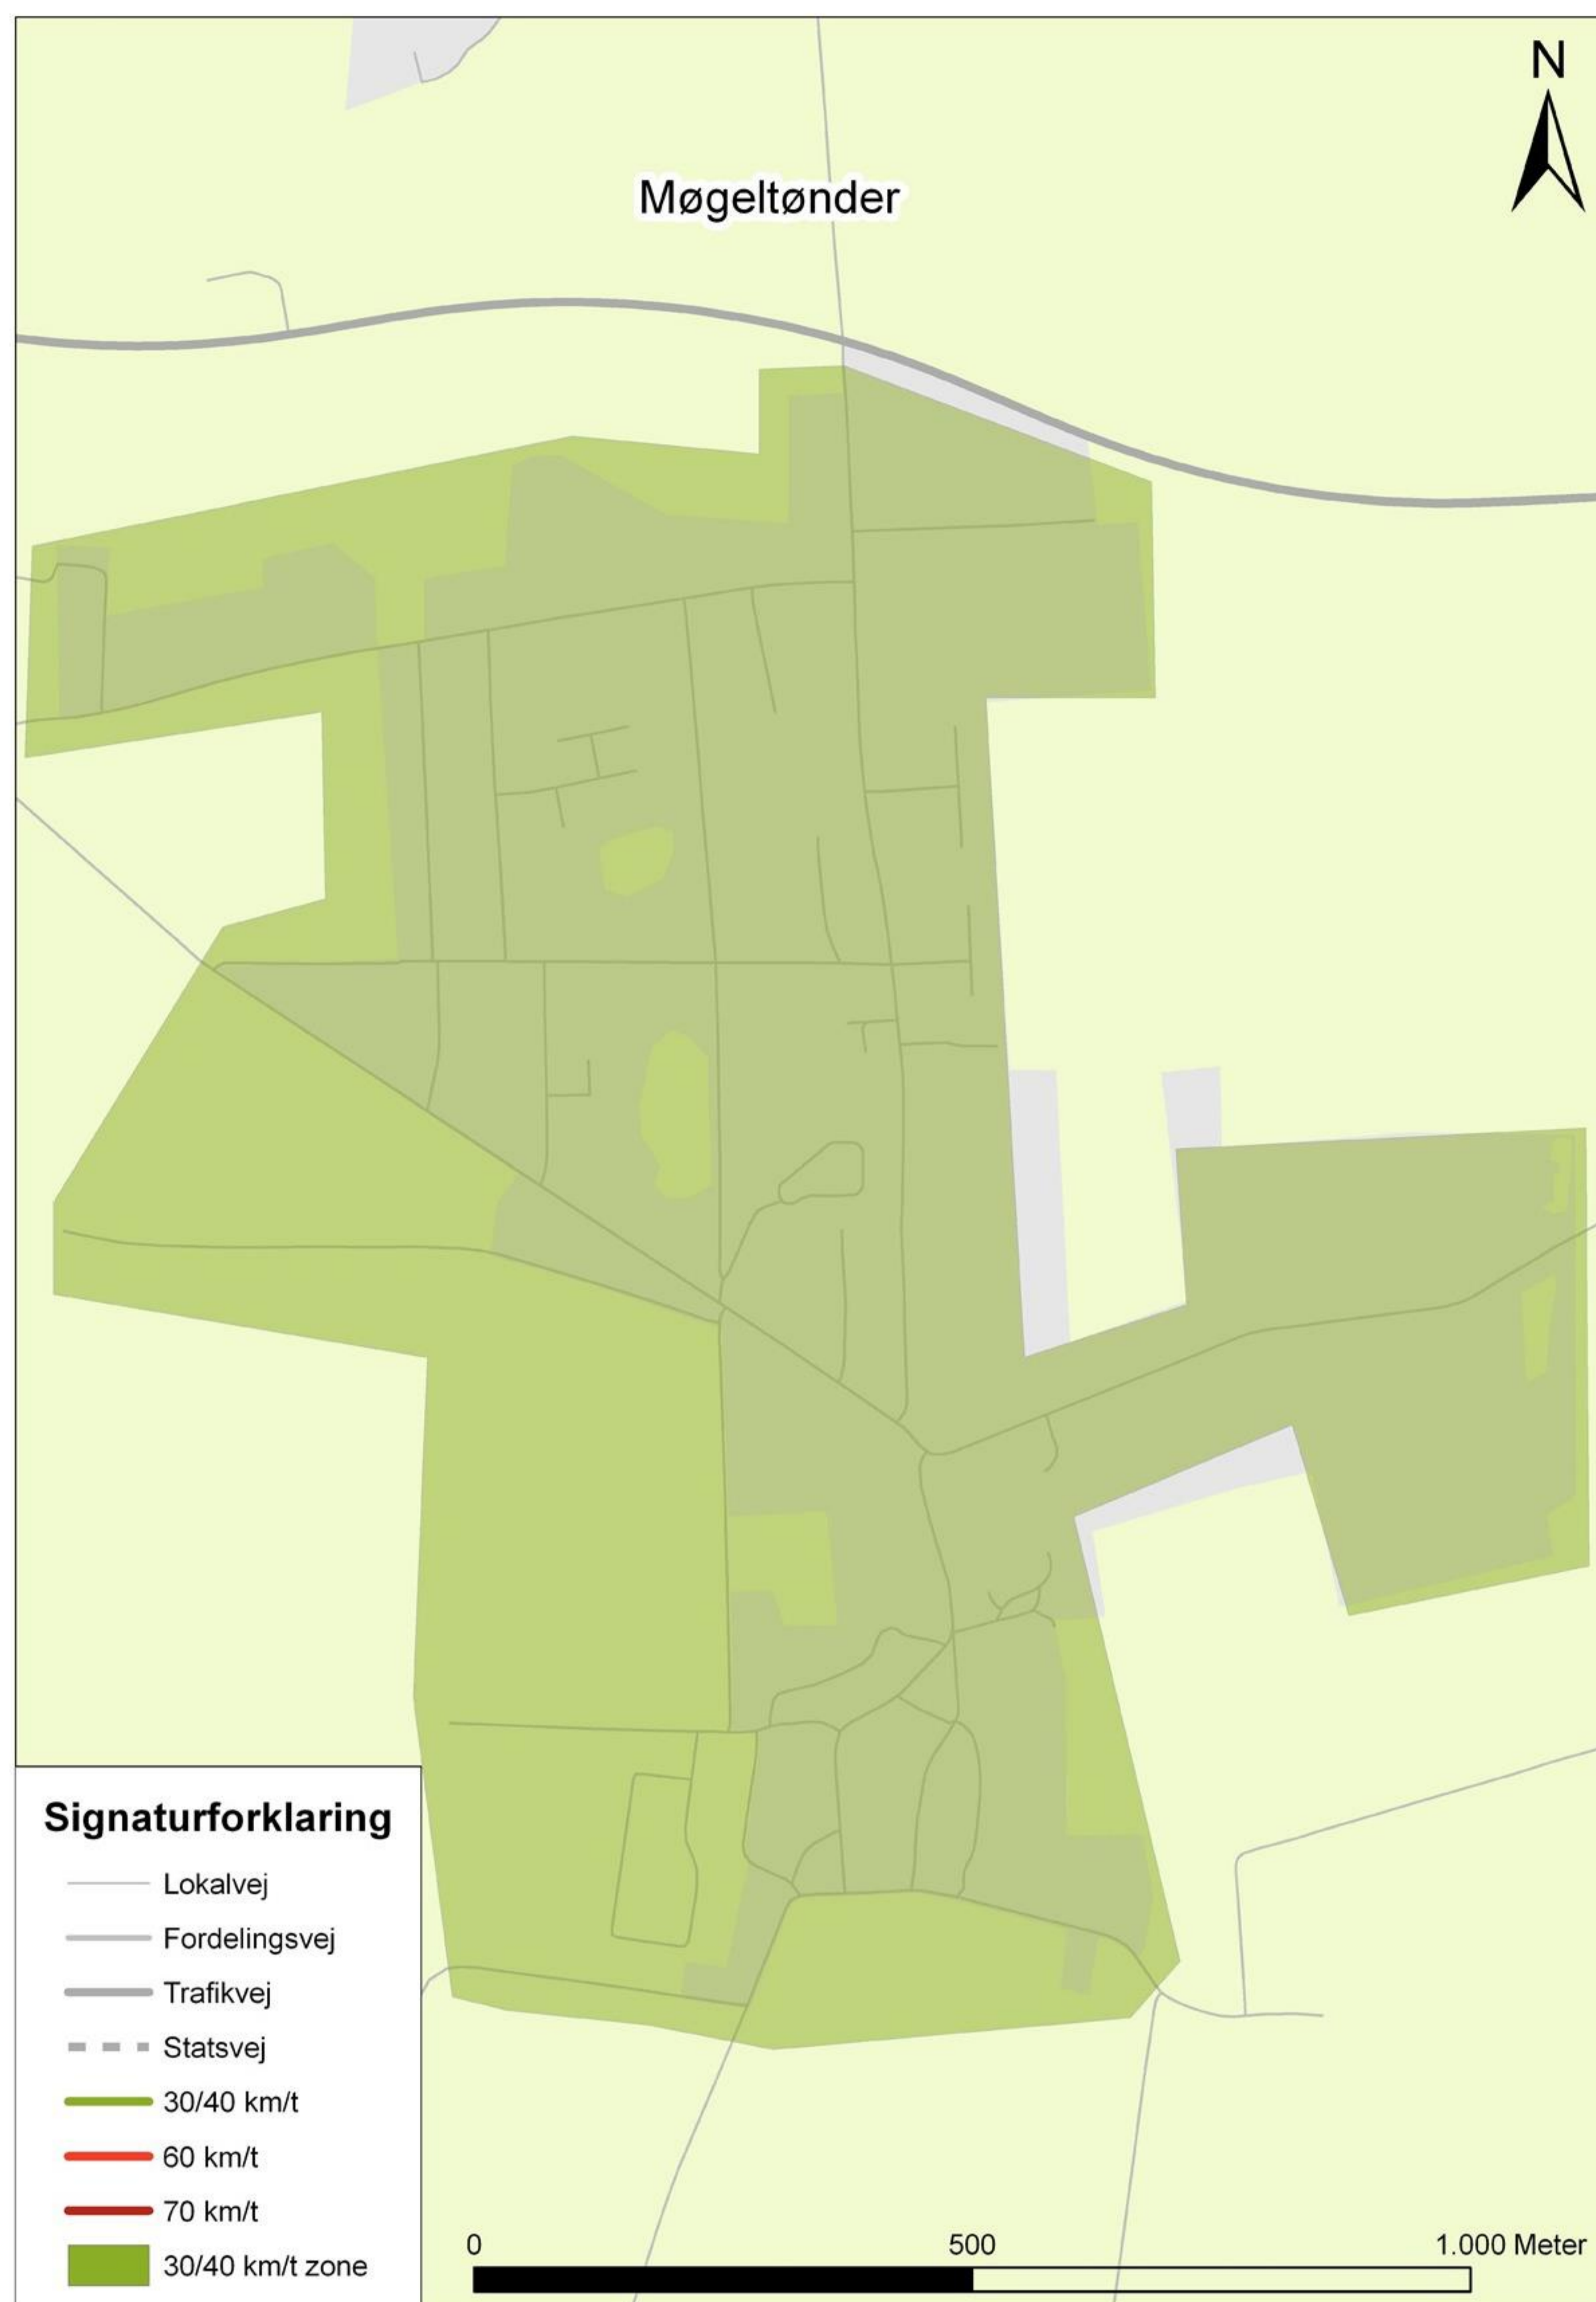 N
Møgeltønder
Signaturforklaring
Lokalvej
Fordelingsvej
Trafikvej
Statsvej
30/40 km/t
60 km/t
70 km/t
30/40 km/t zone
0 500 1.000 Meter